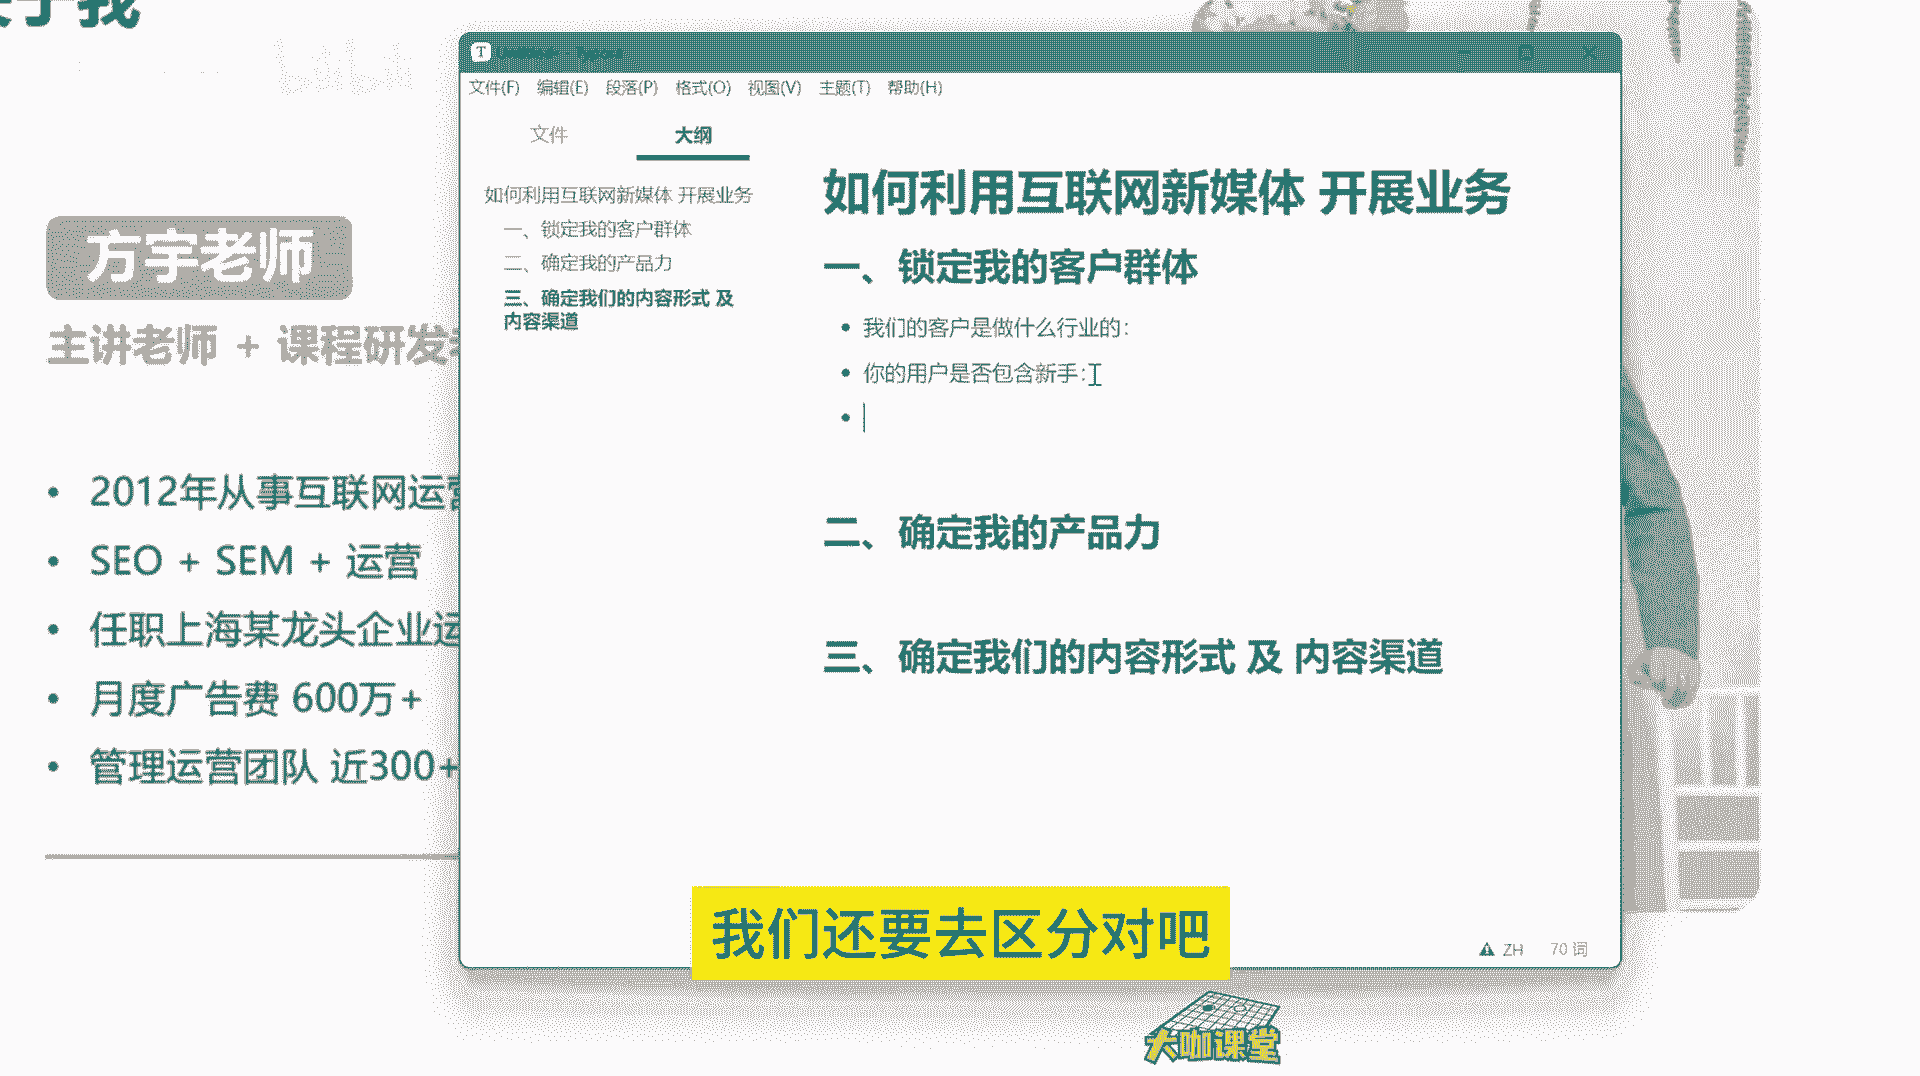 方宇老师
主讲老师 + 课程研发
2012年从事互联网运营
SEO + SEM + 运营
任职上海某龙头企业运
月度广告费 600万+
管理运营团队 近300+
T
文件(F) 编辑(E) 段落(P) 格式(O) 视图(V) 主题(T) 帮助(H)
文件 大纲
如何利用互联网新媒体 开展业务
一、锁定我的客户群体
二、确定我的产品力
三、确定我们的内容形式 及
内容渠道
如何利用互联网新媒体 开展业务
一、锁定我的客户群体
我们的客户是做什么行业的：
你的用户是否包含新手：
二、确定我的产品力
三、确定我们的内容形式 及 内容渠道
ZH 70 词
我们还要去区分对吧
大咖课堂